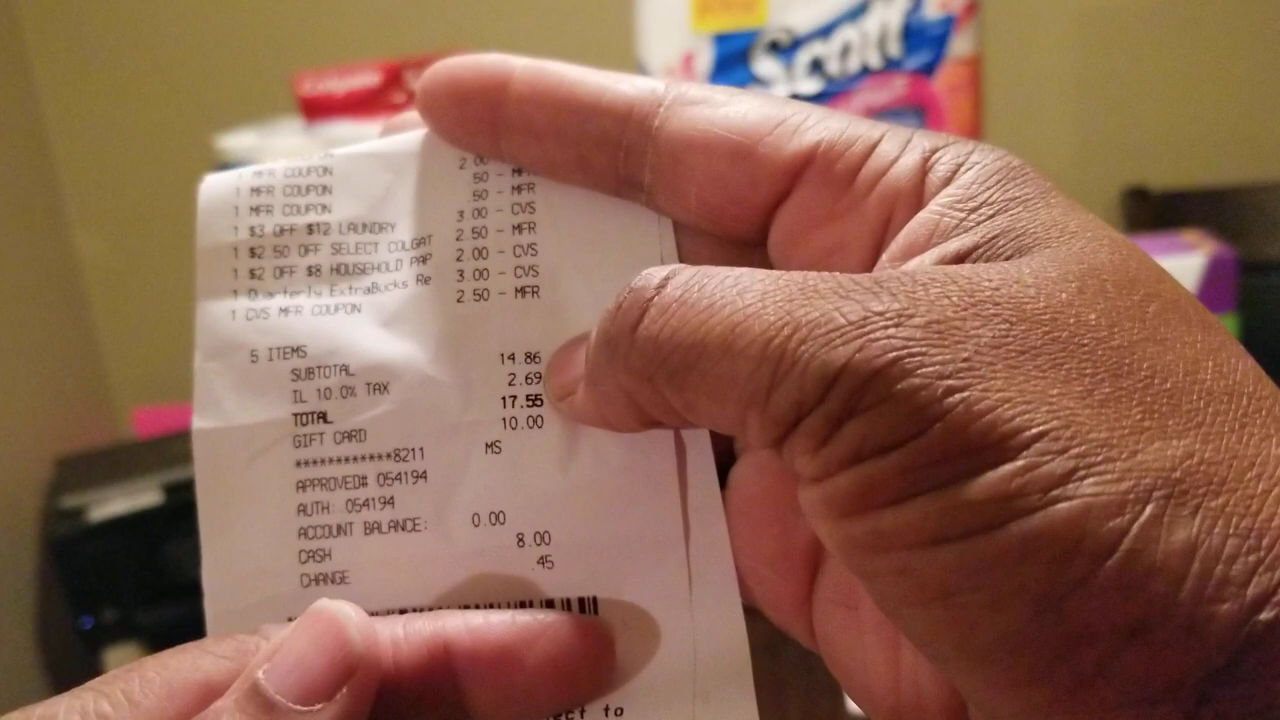 Scott
Colgate
1 MFR COUPON 2.00
1 MFR COUPON .50 - MFR
1 MFR COUPON .50 - MFR
1 $3 OFF $12 LAUNDRY 3.00 - CVS
1 $2.50 OFF SELECT COLGAT 2.50 - MFR
1 $2 OFF $8 HOUSEHOLD PAP 2.00 - CVS
1 Quarterly ExtraBucks Re 3.00 - CVS
1 CVS MFR COUPON 2.50 - MFR
5 ITEMS
SUBTOTAL 14.86
IL 10.0% TAX 2.69
TOTAL 17.55
GIFT CARD 10.00
************8211 MS
APPROVED# 054194
AUTH: 054194
ACCOUNT BALANCE: 0.00
CASH 8.00
CHANGE .45
to